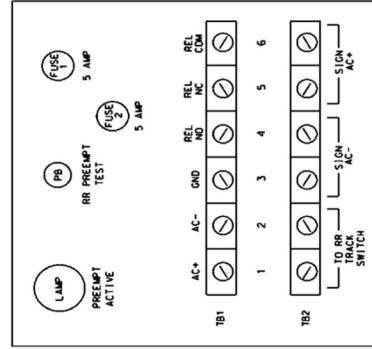 LAMP
PREEMPT
ACTIVE
PB
RR PREEMPT
TEST
FUSE
2
5 AMP
FUSE
1
5 AMP
AC+
AC-
GND
REL
NO
REL
NC
REL
COM
TB1
1
2
3
4
5
6
TB2
TO RR
TRACK
SWITCH
SIGN
AC-
SIGN
AC+